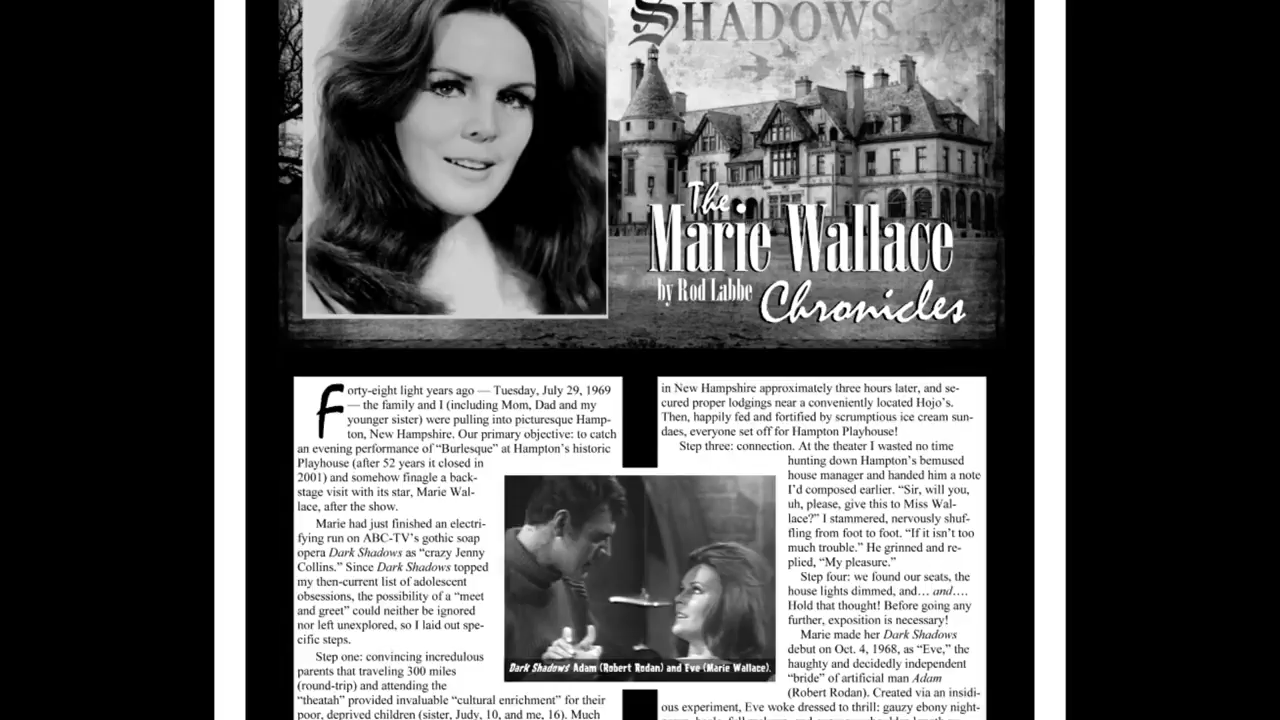 SHADOWS
The
Marie Wallace
by Rod Labbe
Chronicles
Forty-eight light years ago — Tuesday, July 29, 1969
— the family and I (including Mom, Dad and my
younger sister) were pulling into picturesque Hamp-
ton, New Hampshire. Our primary objective: to catch
an evening performance of “Burlesque” at Hampton’s historic
Playhouse (after 52 years it closed in
2001) and somehow finagle a back-
stage visit with its star, Marie Wal-
lace, after the show.
Marie had just finished an electri-
fying run on ABC-TV’s gothic soap
opera Dark Shadows as “crazy Jenny
Collins.” Since Dark Shadows topped
my then-current list of adolescent
obsessions, the possibility of a “meet
and greet” could neither be ignored
nor left unexplored, so I laid out spe-
cific steps.
Step one: convincing incredulous
parents that traveling 300 miles
(round-trip) and attending the
“theatah” provided invaluable “cultural enrichment” for their
poor, deprived children (sister, Judy, 10, and me, 16). Much
Dark Shadows Adam (Robert Rodan) and Eve (Marie Wallace).
in New Hampshire approximately three hours later, and se-
cured proper lodgings near a conveniently located Hojo’s.
Then, happily fed and fortified by scrumptious ice cream sun-
daes, everyone set off for Hampton Playhouse!
Step three: connection. At the theater I wasted no time
hunting down Hampton’s bemused
house manager and handed him a note
I’d composed earlier. “Sir, will you,
uh, please, give this to Miss Wal-
lace?” I stammered, nervously shuf-
fling from foot to foot. “If it isn’t too
much trouble.” He grinned and re-
plied, “My pleasure.”
Step four: we found our seats, the
house lights dimmed, and… and….
Hold that thought! Before going any
further, exposition is necessary!
Marie made her Dark Shadows
debut on Oct. 4, 1968, as “Eve,” the
haughty and decidedly independent
“bride” of artificial man Adam
(Robert Rodan). Created via an insidi-
ous experiment, Eve woke dressed to thrill: gauzy ebony night-